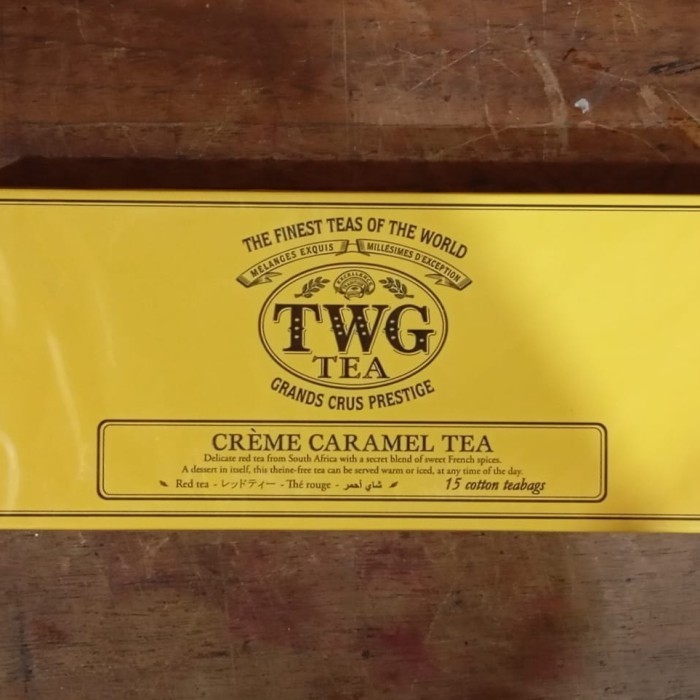 THE FINEST TEAS OF THE WORLD
MÉLANGES EXQUIS MILLÉSIMES D'EXCEPTION
EXCELLENCE
TWG
TEA
GRANDS CRUS PRESTIGE
CRÈME CARAMEL TEA
Delicate red tea from South Africa with a secret blend of sweet French spices.
A dessert in itself, this theine-free tea can be served warm or iced, at any time of the day.
Red tea - レッドティー - Thé rouge - شاي أحمر 15 cotton teabags